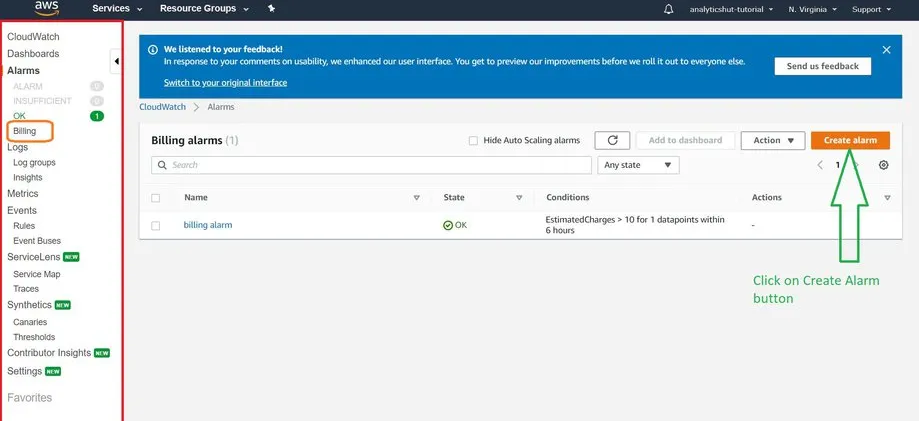 aws
Services
Resource Groups
analyticshut-tutorial
N. Virginia
Support
CloudWatch
Dashboards
Alarms
ALARM 0
INSUFFICIENT 0
OK 1
Billing
Logs
Log groups
Insights
Metrics
Events
Rules
Event Buses
ServiceLens NEW
Service Map
Traces
Synthetics NEW
Canaries
Thresholds
Contributor Insights NEW
Settings NEW
Favorites
We listened to your feedback!
In response to your comments on usability, we enhanced our user interface. You get to preview our improvements before we roll it out to everyone else.
Switch to your original interface
Send us feedback
CloudWatch > Alarms
Billing alarms (1)
Hide Auto Scaling alarms
Add to dashboard
Action
Create alarm
Search
Any state
1
Name
State
Conditions
Actions
billing alarm
OK
EstimatedCharges > 10 for 1 datapoints within
6 hours
-
Click on Create Alarm
button